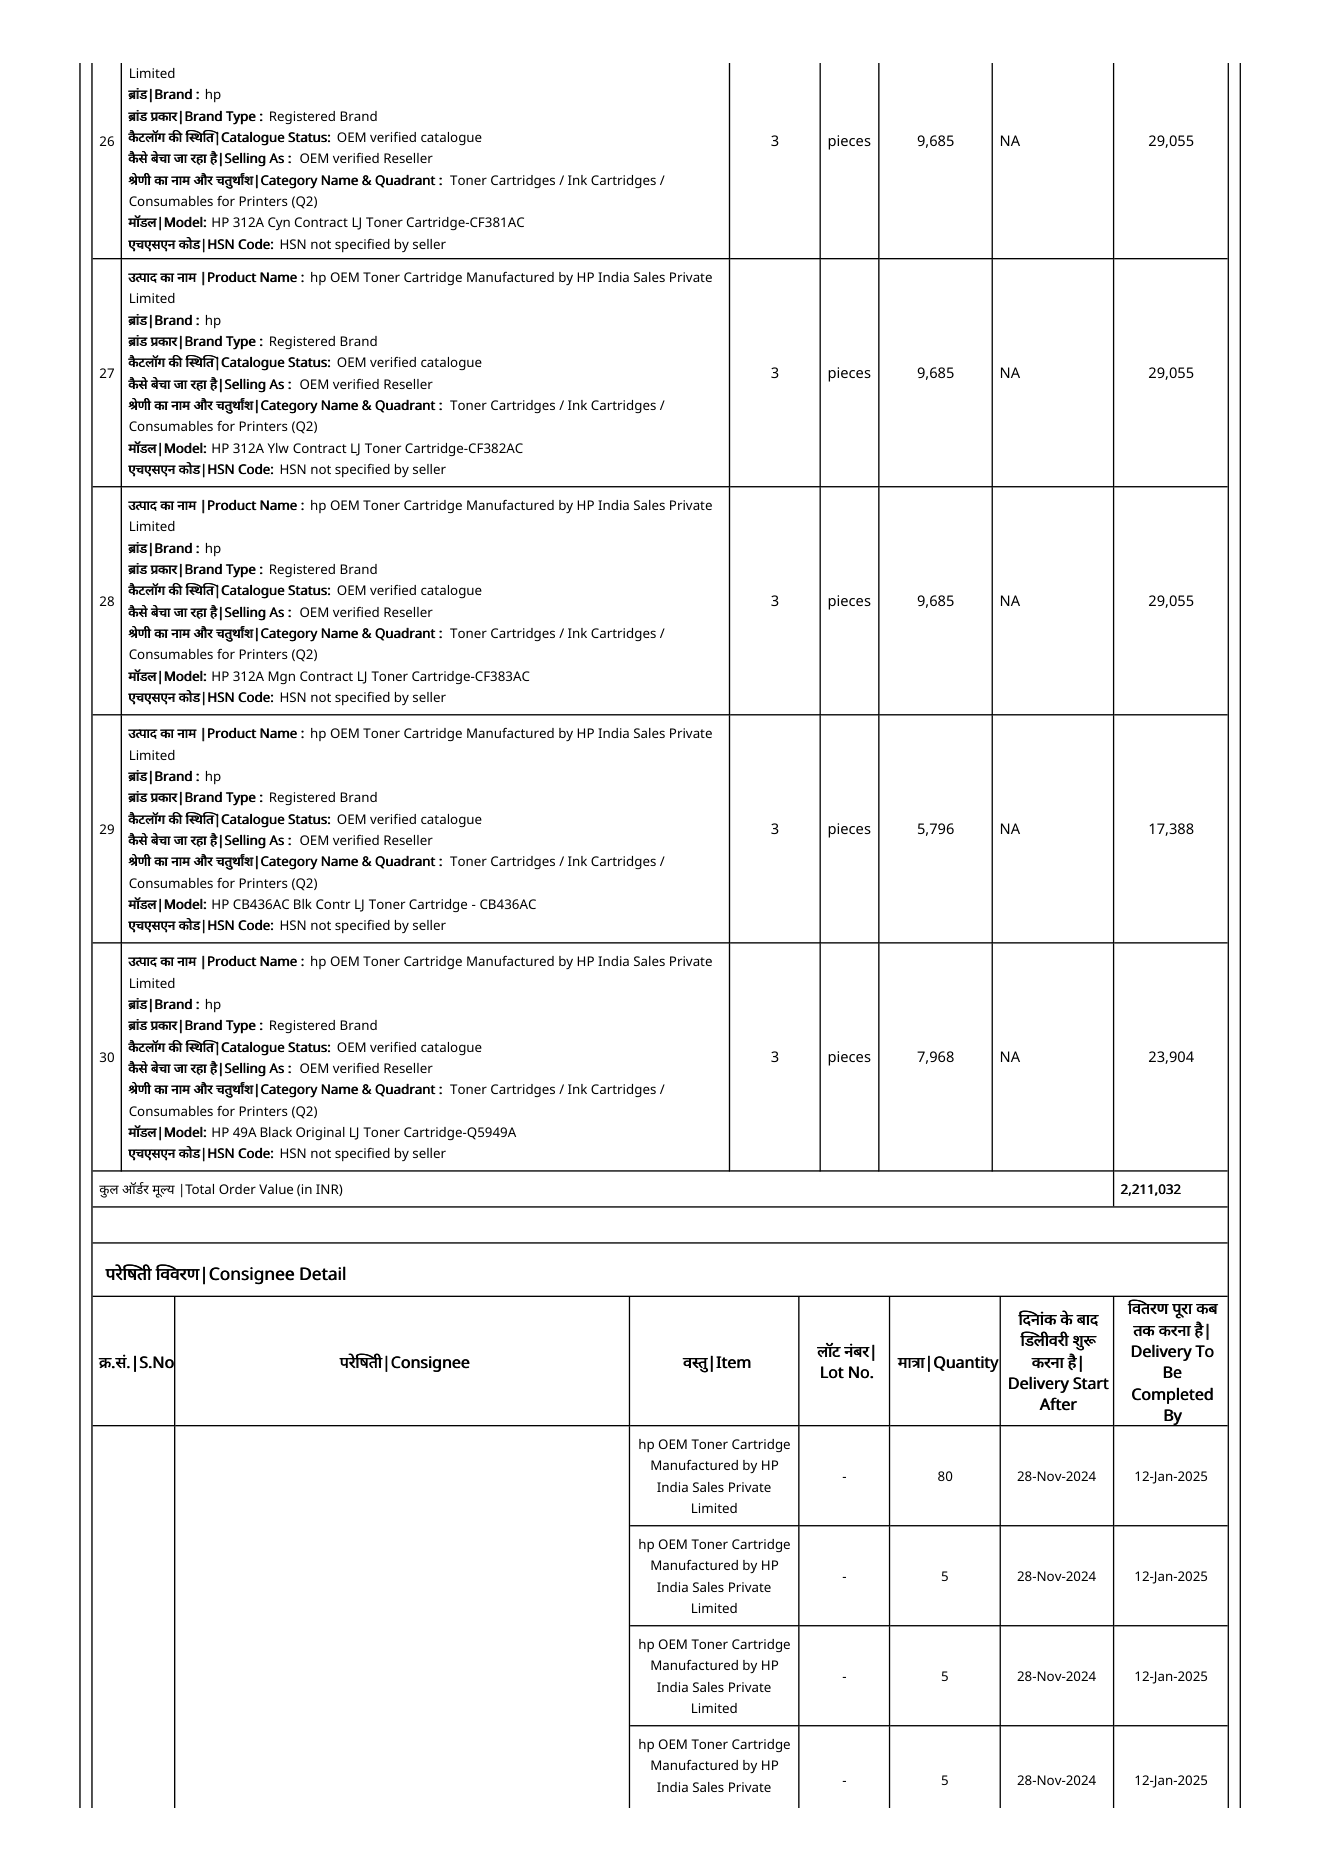 Limited
ब्रांड|Brand : hp
ब्रांड प्रकार|Brand Type : Registered Brand
कैटलॉग की स्थिति|Catalogue Status: OEM verified catalogue
26 3 pieces 9,685 NA 29,055
कैसे बेचा जा रहा है|Selling As : OEM verified Reseller
श्रेणी का नाम और चतुर्थांश|Category Name & Quadrant : Toner Cartridges / Ink Cartridges /
Consumables for Printers (Q2)
मॉडल|Model: HP 312A Cyn Contract LJ Toner Cartridge-CF381AC
एचएसएन कोड|HSN Code: HSN not specified by seller
उत्पाद का नाम |Product Name : hp OEM Toner Cartridge Manufactured by HP India Sales Private
Limited
ब्रांड|Brand : hp
ब्रांड प्रकार|Brand Type : Registered Brand
कैटलॉग की स्थिति|Catalogue Status: OEM verified catalogue
27 3 pieces 9,685 NA 29,055
कैसे बेचा जा रहा है|Selling As : OEM verified Reseller
श्रेणी का नाम और चतुर्थांश|Category Name & Quadrant : Toner Cartridges / Ink Cartridges /
Consumables for Printers (Q2)
मॉडल|Model: HP 312A Ylw Contract LJ Toner Cartridge-CF382AC
एचएसएन कोड|HSN Code: HSN not specified by seller
उत्पाद का नाम |Product Name : hp OEM Toner Cartridge Manufactured by HP India Sales Private
Limited
ब्रांड|Brand : hp
ब्रांड प्रकार|Brand Type : Registered Brand
कैटलॉग की स्थिति|Catalogue Status: OEM verified catalogue
28 3 pieces 9,685 NA 29,055
कैसे बेचा जा रहा है|Selling As : OEM verified Reseller
श्रेणी का नाम और चतुर्थांश|Category Name & Quadrant : Toner Cartridges / Ink Cartridges /
Consumables for Printers (Q2)
मॉडल|Model: HP 312A Mgn Contract LJ Toner Cartridge-CF383AC
एचएसएन कोड|HSN Code: HSN not specified by seller
उत्पाद का नाम |Product Name : hp OEM Toner Cartridge Manufactured by HP India Sales Private
Limited
ब्रांड|Brand : hp
ब्रांड प्रकार|Brand Type : Registered Brand
कैटलॉग की स्थिति|Catalogue Status: OEM verified catalogue
29 3 pieces 5,796 NA 17,388
कैसे बेचा जा रहा है|Selling As : OEM verified Reseller
श्रेणी का नाम और चतुर्थांश|Category Name & Quadrant : Toner Cartridges / Ink Cartridges /
Consumables for Printers (Q2)
मॉडल|Model: HP CB436AC Blk Contr LJ Toner Cartridge - CB436AC
एचएसएन कोड|HSN Code: HSN not specified by seller
उत्पाद का नाम |Product Name : hp OEM Toner Cartridge Manufactured by HP India Sales Private
Limited
ब्रांड|Brand : hp
ब्रांड प्रकार|Brand Type : Registered Brand
कैटलॉग की स्थिति|Catalogue Status: OEM verified catalogue
30 3 pieces 7,968 NA 23,904
कैसे बेचा जा रहा है|Selling As : OEM verified Reseller
श्रेणी का नाम और चतुर्थांश|Category Name & Quadrant : Toner Cartridges / Ink Cartridges /
Consumables for Printers (Q2)
मॉडल|Model: HP 49A Black Original LJ Toner Cartridge-Q5949A
एचएसएन कोड|HSN Code: HSN not specified by seller
कुल ऑर्डर मूल्य |Total Order Value (in INR) 2,211,032
परेषिती विवरण|Consignee Detail
क्र.सं.|S.No
परेषिती|Consignee
वस्तु|Item
लॉट नंबर|
Lot No.
मात्रा|Quantity
दिनांक के बाद
डिलीवरी शुरू
करना है|
Delivery Start
After
वितरण पूरा कब
तक करना है|
Delivery To
Be
Completed
By
hp OEM Toner Cartridge
Manufactured by HP
India Sales Private
Limited
- 80 28-Nov-2024 12-Jan-2025
hp OEM Toner Cartridge
Manufactured by HP
India Sales Private
Limited
- 5 28-Nov-2024 12-Jan-2025
hp OEM Toner Cartridge
Manufactured by HP
India Sales Private
Limited
- 5 28-Nov-2024 12-Jan-2025
hp OEM Toner Cartridge
Manufactured by HP
India Sales Private
- 5 28-Nov-2024 12-Jan-2025